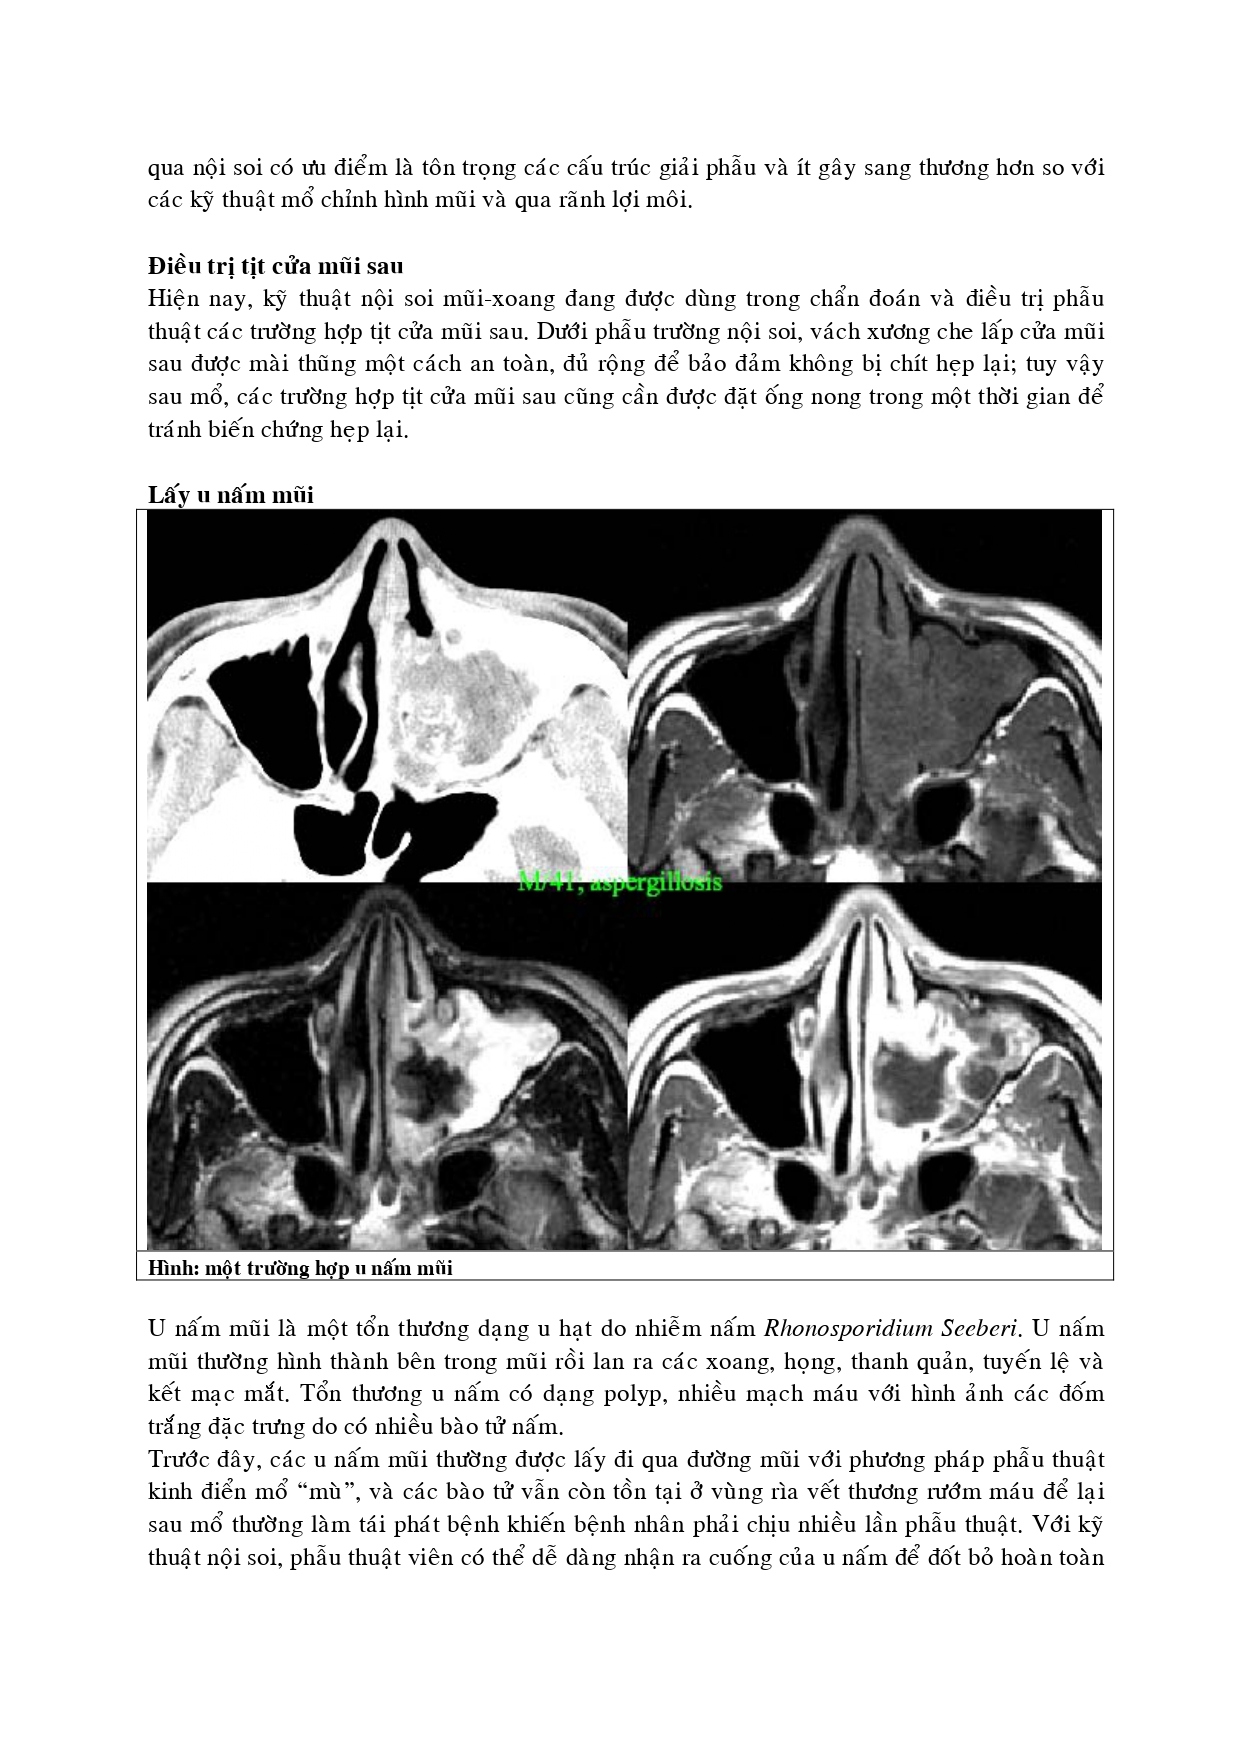 qua nội soi có ưu điểm là tôn trọng các cấu trúc giải phẫu và ít gây sang thương hơn so với
các kỹ thuật mổ chỉnh hình mũi và qua rãnh lợi môi.
Điều trị tịt cửa mũi sau
Hiện nay, kỹ thuật nội soi mũi-xoang đang được dùng trong chẩn đoán và điều trị phẫu
thuật các trường hợp tịt cửa mũi sau. Dưới phẫu trường nội soi, vách xương che lấp cửa mũi
sau được mài thũng một cách an toàn, đủ rộng để bảo đảm không bị chít hẹp lại; tuy vậy
sau mổ, các trường hợp tịt cửa mũi sau cũng cần được đặt ống nong trong một thời gian để
tránh biến chứng hẹp lại.
Lấy u nấm mũi
M/41, aspergillosis
Hình: một trường hợp u nấm mũi
U nấm mũi là một tổn thương dạng u hạt do nhiễm nấm Rhonosporidium Seeberi. U nấm
mũi thường hình thành bên trong mũi rồi lan ra các xoang, họng, thanh quản, tuyến lệ và
kết mạc mắt. Tổn thương u nấm có dạng polyp, nhiều mạch máu với hình ảnh các đốm
trắng đặc trưng do có nhiều bào tử nấm.
Trước đây, các u nấm mũi thường được lấy đi qua đường mũi với phương pháp phẫu thuật
kinh điển mổ “mù”, và các bào tử vẫn còn tồn tại ở vùng rìa vết thương rướm máu để lại
sau mổ thường làm tái phát bệnh khiến bệnh nhân phải chịu nhiều lần phẫu thuật. Với kỹ
thuật nội soi, phẫu thuật viên có thể dễ dàng nhận ra cuống của u nấm để đốt bỏ hoàn toàn